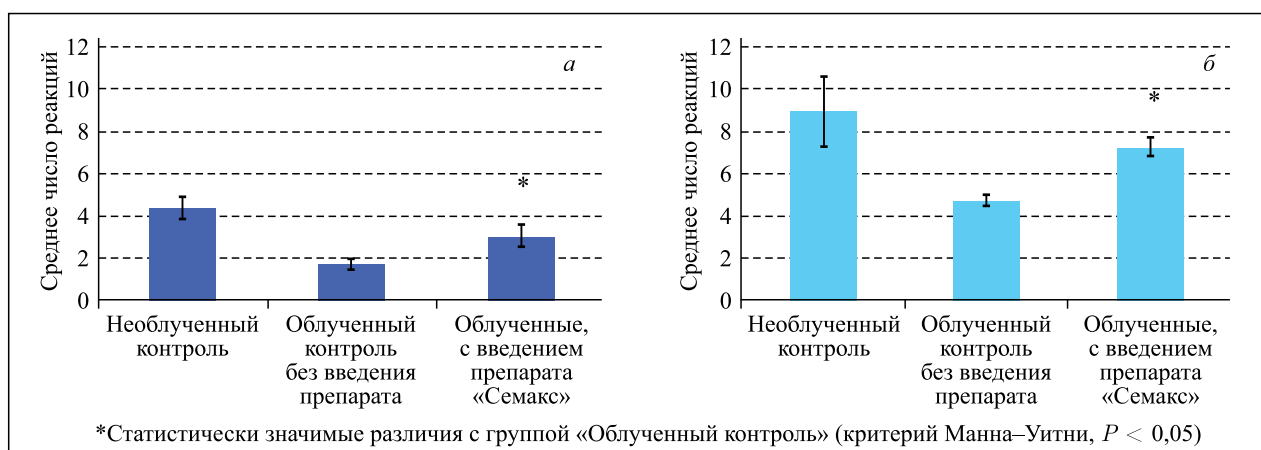 Среднее число реакций
12
10
8
6
4
2
0
а
*
Необлученный
контроль
Облученный
контроль
без введения
препарата
Облученные,
с введением
препарата
«Семакс»
Среднее число реакций
12
10
8
6
4
2
0
б
*
Необлученный
контроль
Облученный
контроль
без введения
препарата
Облученные,
с введением
препарата
«Семакс»
*Статистически значимые различия с группой «Облученный контроль» (критерий Манна–Уитни, P < 0,05)